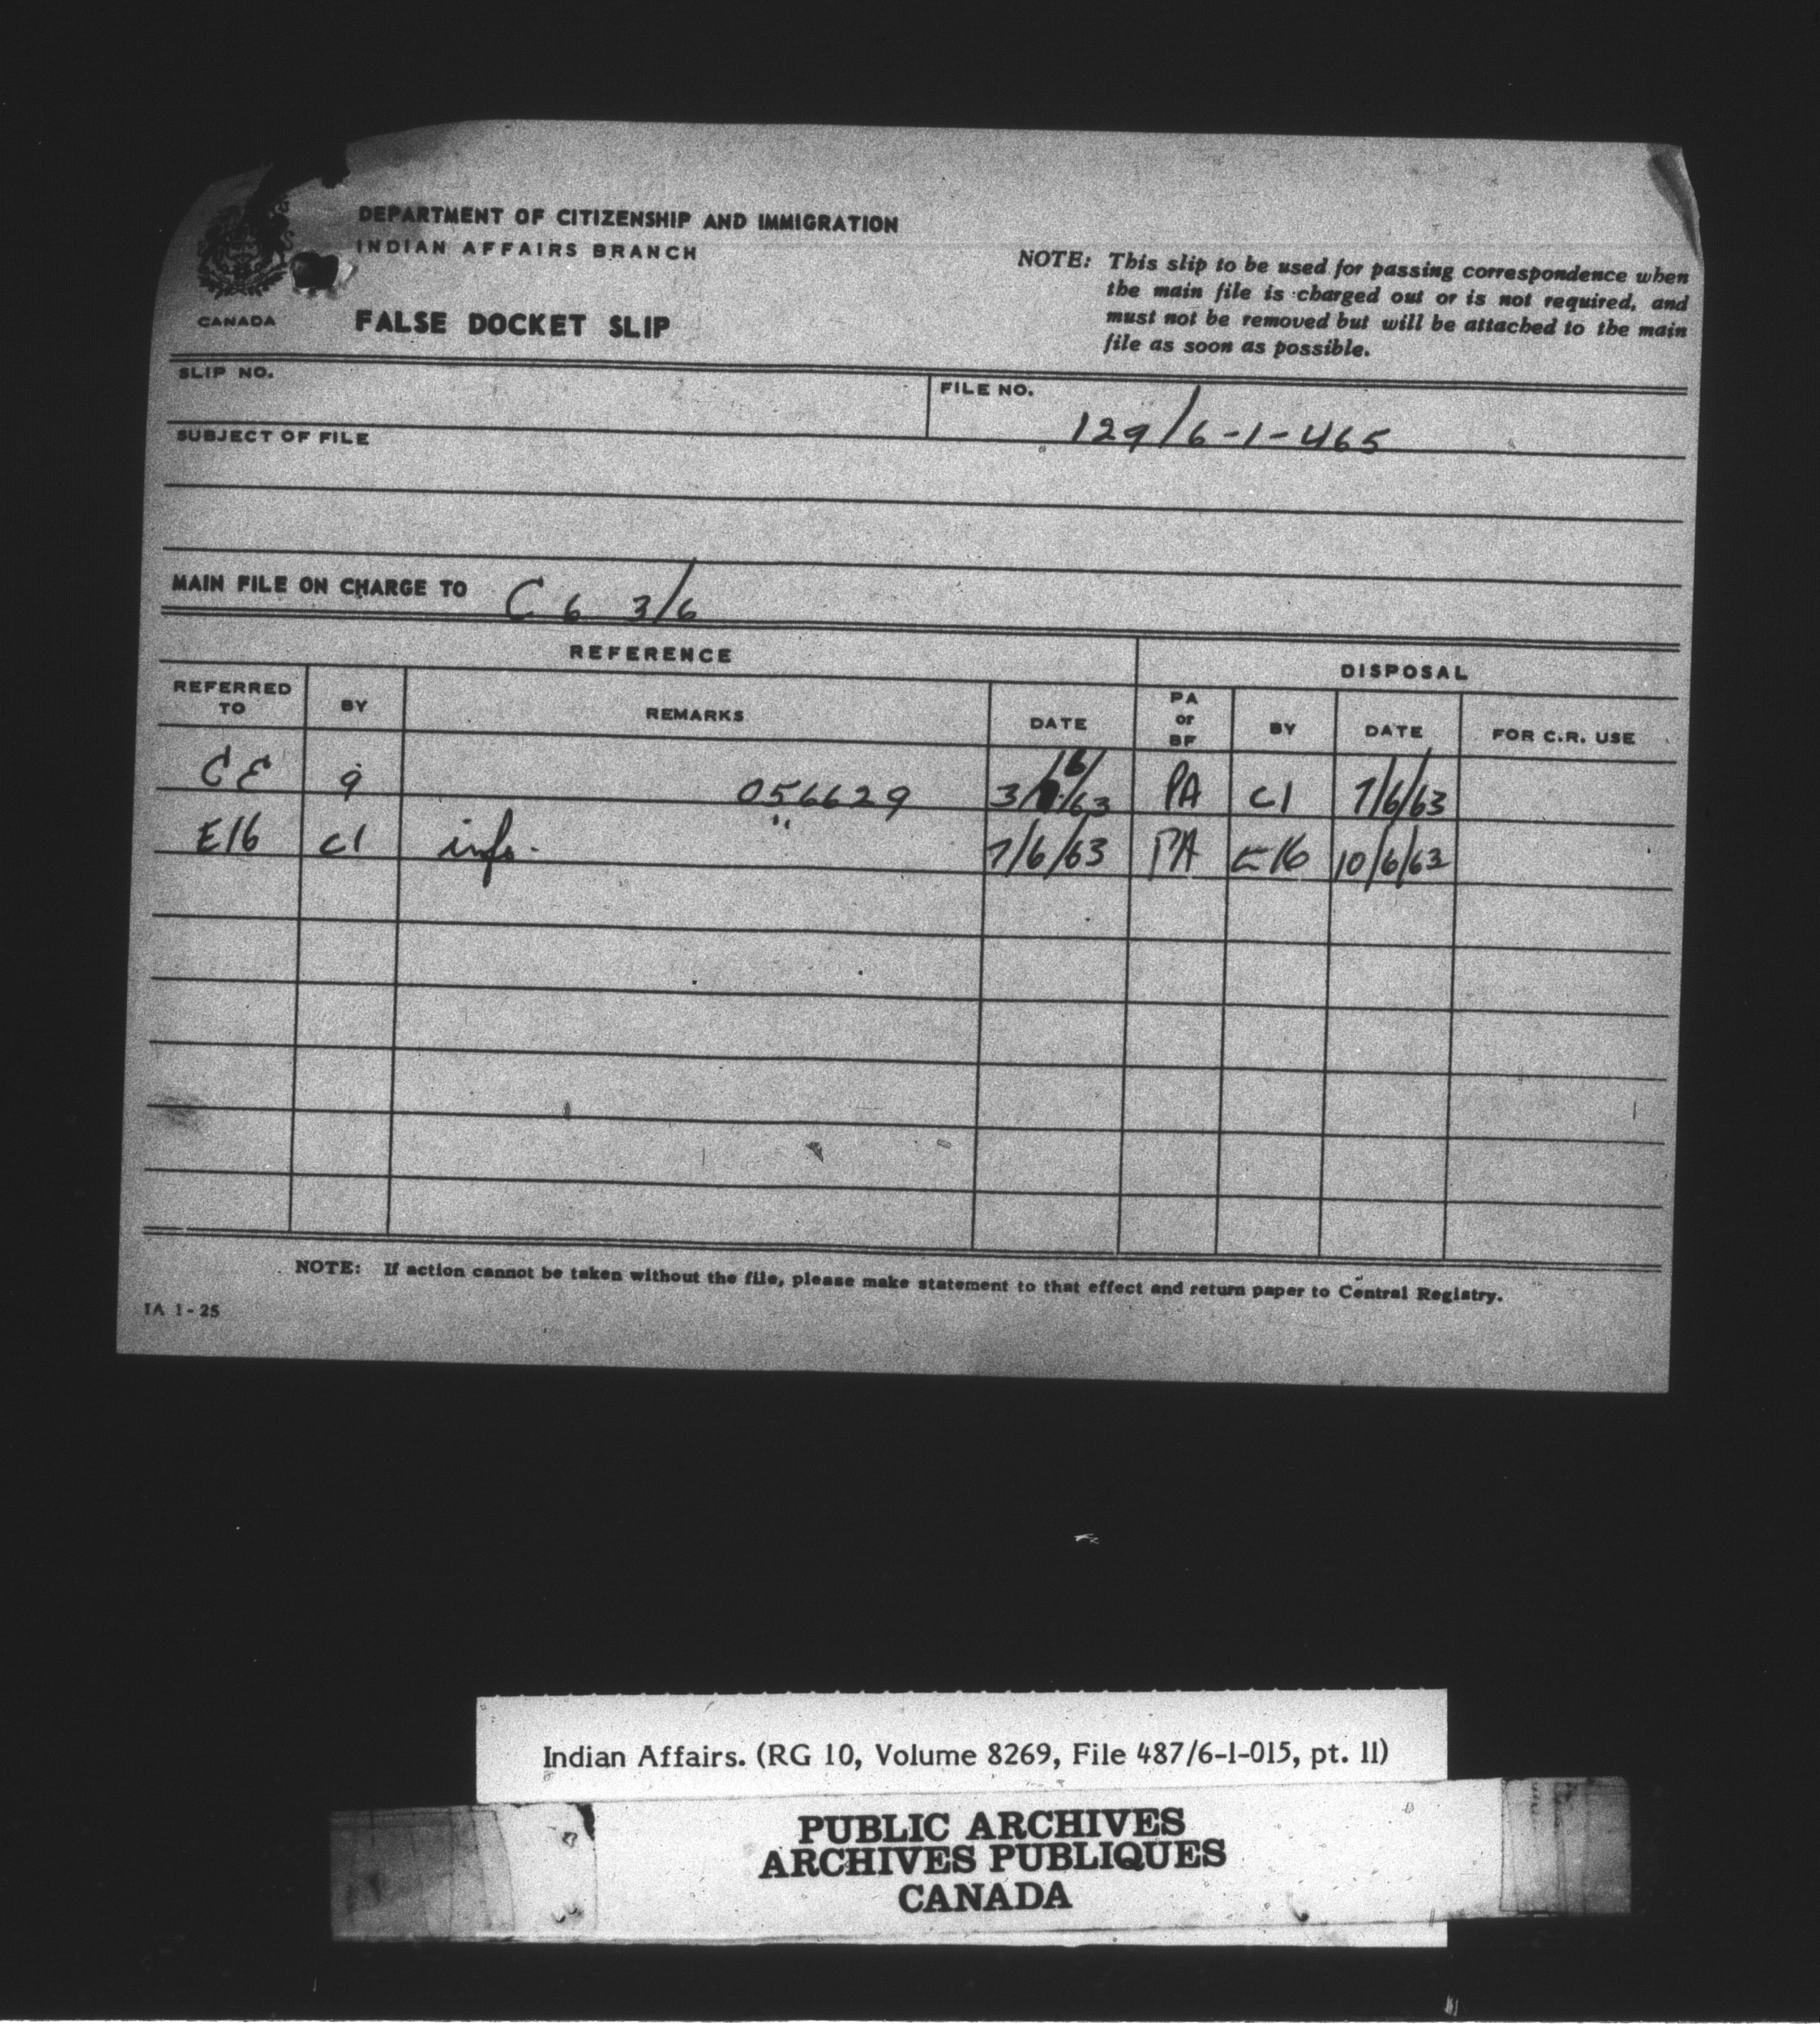 DEPARTMENT OF CITIZENSHIP AND IMMIGRATION
INDIAN AFFAIRS BRANCH
CANADA
FALSE DOCKET SLIP
NOTE: This slip to be used for passing correspondence when
the main file is charged out or is not required, and
must not be removed but will be attached to the main
file as soon as possible.
SLIP NO.
FILE NO. 129/6-1-465
SUBJECT OF FILE
MAIN FILE ON CHARGE TO C6 3/6
REFERENCE DISPOSAL
REFERRED TO BY REMARKS DATE PA or BF BY DATE FOR C.R. USE
CE 9 056629 3/6/63 PA C1 7/6/63
E16 C1 info. " 7/6/63 PA E16 10/6/63
NOTE: If action cannot be taken without the file, please make statement to that effect and return paper to Central Registry.
IA 1-25
Indian Affairs. (RG 10, Volume 8269, File 487/6-1-015, pt. 11)
PUBLIC ARCHIVES
ARCHIVES PUBLIQUES
CANADA